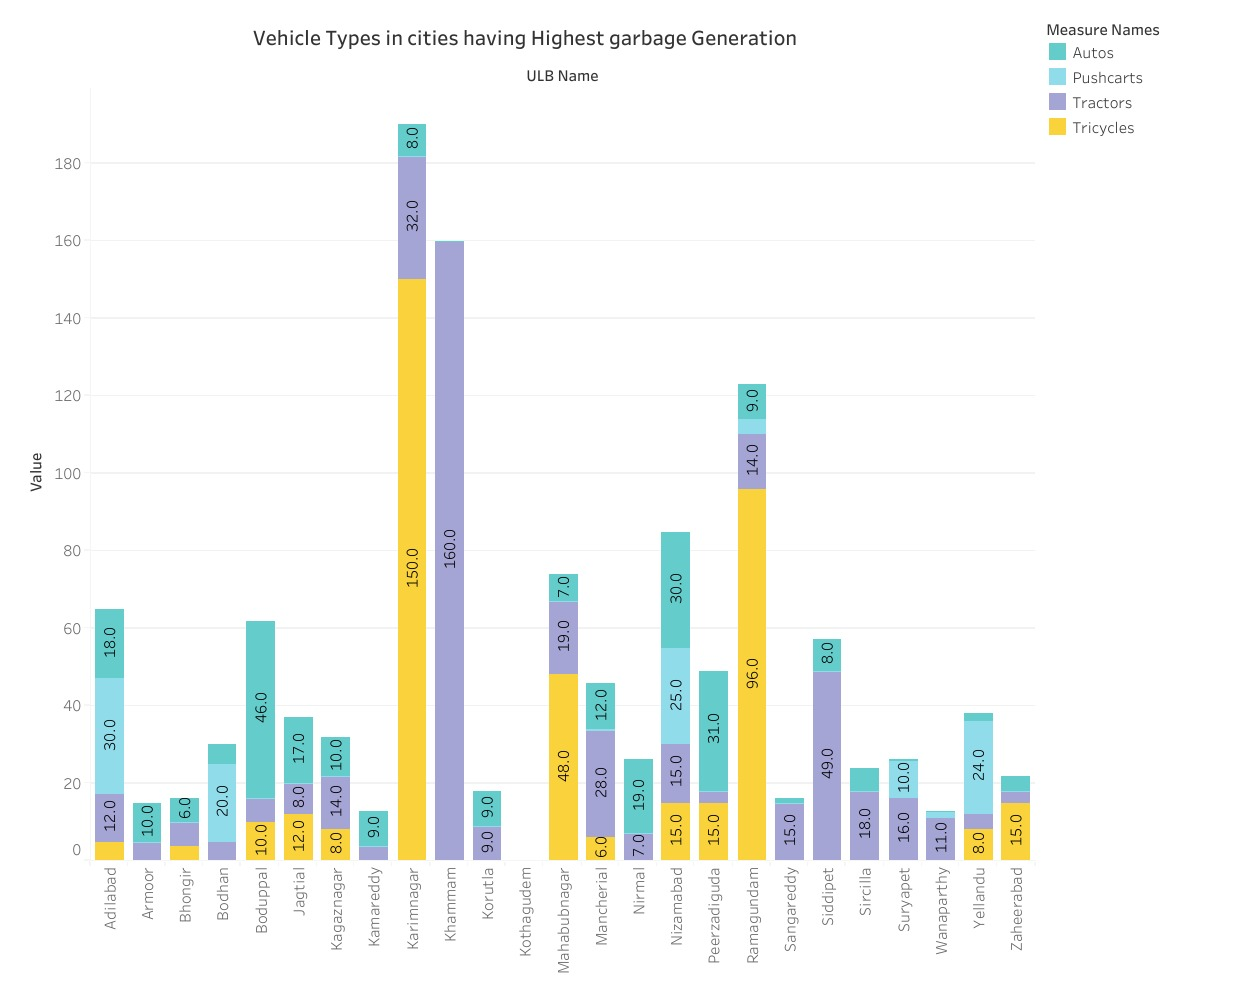 Vehicle Types in cities having Highest garbage Generation
ULB Name
Measure Names
Autos
Pushcarts
Tractors
Tricycles
Value
180
160
140
120
100
80
60
40
20
0
18.0
30.0
12.0
10.0
6.0
20.0
46.0
10.0
17.0
8.0
12.0
10.0
14.0
8.0
9.0
8.0
32.0
150.0
160.0
9.0
9.0
7.0
19.0
48.0
12.0
28.0
6.0
19.0
7.0
30.0
25.0
15.0
15.0
31.0
15.0
9.0
14.0
96.0
15.0
8.0
49.0
18.0
10.0
16.0
11.0
24.0
8.0
15.0
Adilabad
Armoor
Bhongir
Bodhan
Boduppal
Jagtial
Kagaznagar
Kamareddy
Karimnagar
Khammam
Korutla
Kothagudem
Mahabubnagar
Mancherial
Nirmal
Nizamabad
Peerzadiguda
Ramagundam
Sangareddy
Siddipet
Sircilla
Suryapet
Wanaparthy
Yellandu
Zaheerabad